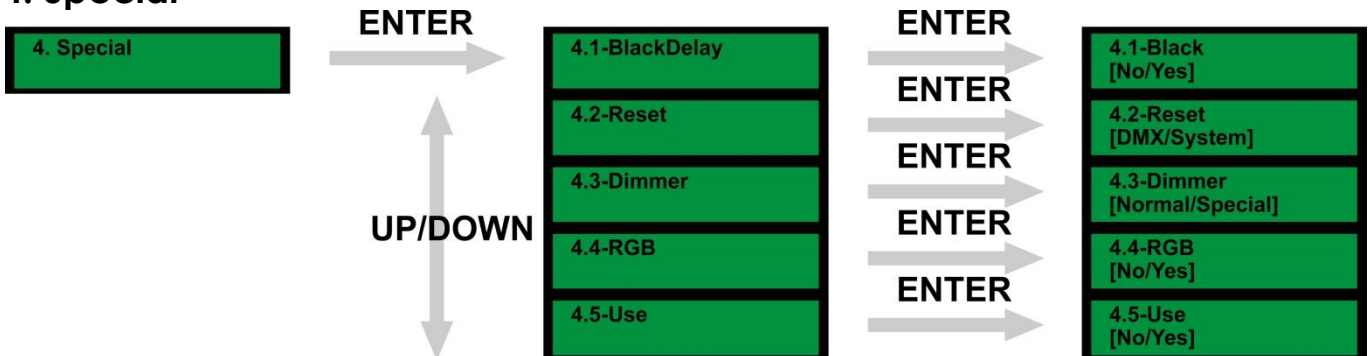 4. Special
ENTER
ENTER
4. Special
4.1-BlackDelay
4.1-Black
[No/Yes]
ENTER
4.2-Reset
4.2-Reset
[DMX/System]
ENTER
4.3-Dimmer
4.3-Dimmer
[Normal/Special]
UP/DOWN
ENTER
4.4-RGB
4.4-RGB
[No/Yes]
ENTER
4.5-Use
4.5-Use
[No/Yes]